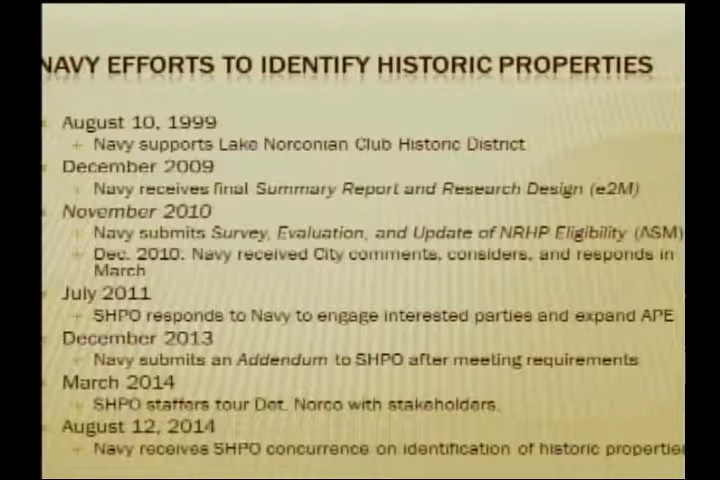 NAVY EFFORTS TO IDENTIFY HISTORIC PROPERTIES
August 10, 1999
+ Navy supports Lake Norconian Club Historic District
December 2009
+ Navy receives final Summary Report and Research Design (e2M)
November 2010
+ Navy submits Survey, Evaluation, and Update of NRHP Eligibility (ASM)
+ Dec. 2010. Navy received City comments, considers, and responds in
March
July 2011
+ SHPO responds to Navy to engage interested parties and expand APE
December 2013
+ Navy submits an Addendum to SHPO after meeting requirements
March 2014
+ SHPO staffers tour Det. Norco with stakeholders.
August 12, 2014
+ Navy receives SHPO concurrence on identification of historic properties